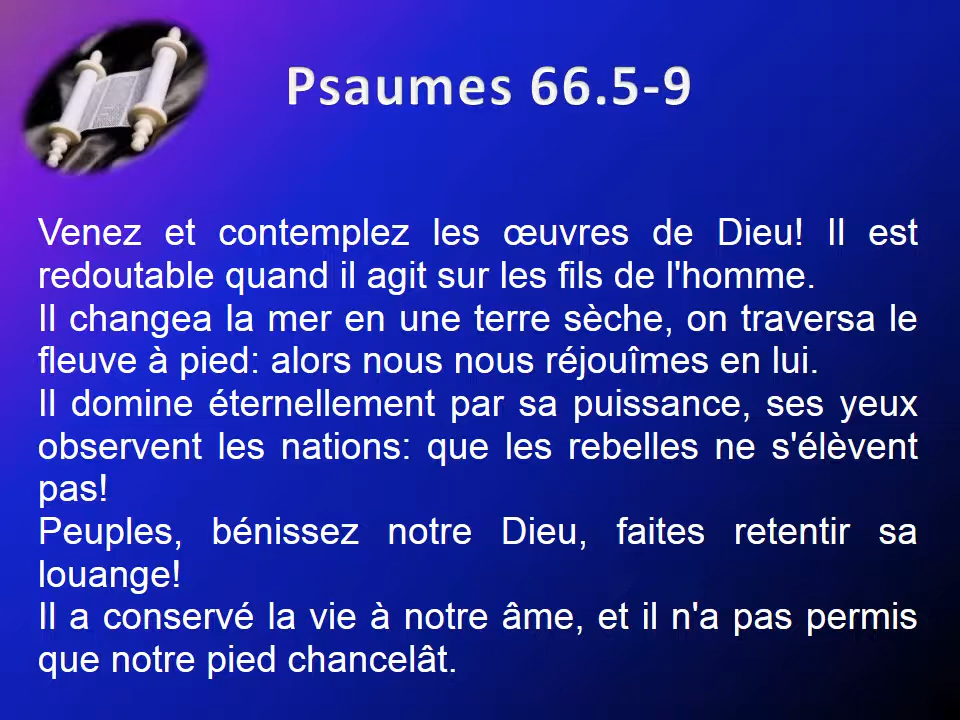 Psaumes 66.5-9
Venez et contemplez les œuvres de Dieu! Il est
redoutable quand il agit sur les fils de l'homme.
Il changea la mer en une terre sèche, on traversa le
fleuve à pied: alors nous nous réjouîmes en lui.
Il domine éternellement par sa puissance, ses yeux
observent les nations: que les rebelles ne s'élèvent
pas!
Peuples, bénissez notre Dieu, faites retentir sa
louange!
Il a conservé la vie à notre âme, et il n'a pas permis
que notre pied chancelât.